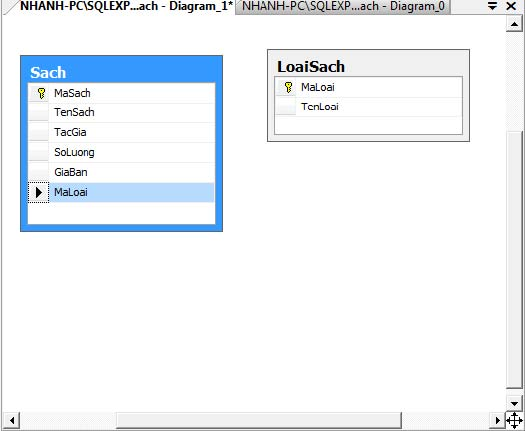 NHANH-PC\SQLEXP...ach - Diagram_1* NHANH-PC\SQLEXP...ach - Diagram_0
Sach
MaSach
TenSach
TacGia
SoLuong
GiaBan
MaLoai
LoaiSach
MaLoai
TenLoai